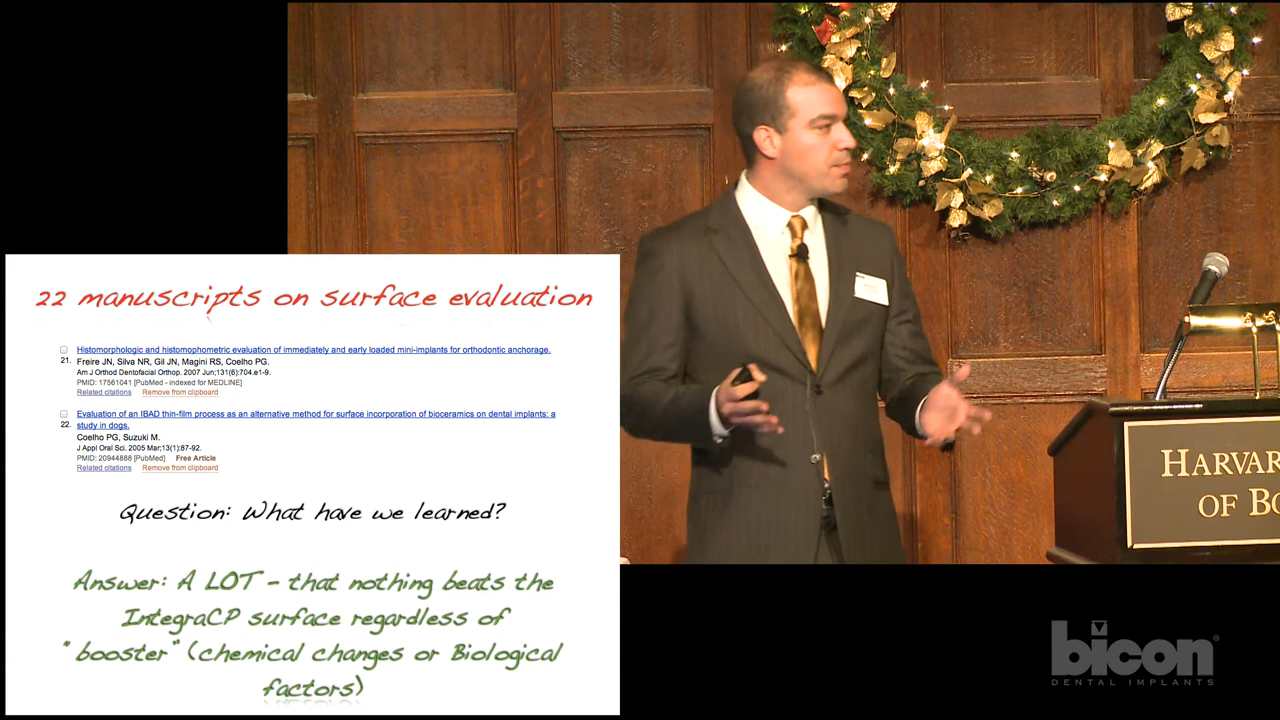 22 manuscripts on surface evaluation
Histomorphologic and histomophometric evaluation of immediately and early loaded mini-implants for orthodontic anchorage.
21. Freire JN, Silva NR, Gil JN, Magini RS, Coelho PG.
Am J Orthod Dentofacial Orthop. 2007 Jun;131(6):704.e1-9.
PMID: 17561041 [PubMed - indexed for MEDLINE]
Related citations Remove from clipboard
Evaluation of an IBAD thin-film process as an alternative method for surface incorporation of bioceramics on dental implants: a
22. study in dogs.
Coelho PG, Suzuki M.
J Appl Oral Sci. 2005 Mar;13(1):87-92.
PMID: 20944888 [PubMed] Free Article
Related citations Remove from clipboard
Question: What have we learned?
Answer: A LOT - that nothing beats the
IntegraCP surface regardless of
"booster" (chemical changes or Biological
factors)
HARVAR
OF BO
bicon®
DENTAL IMPLANTS